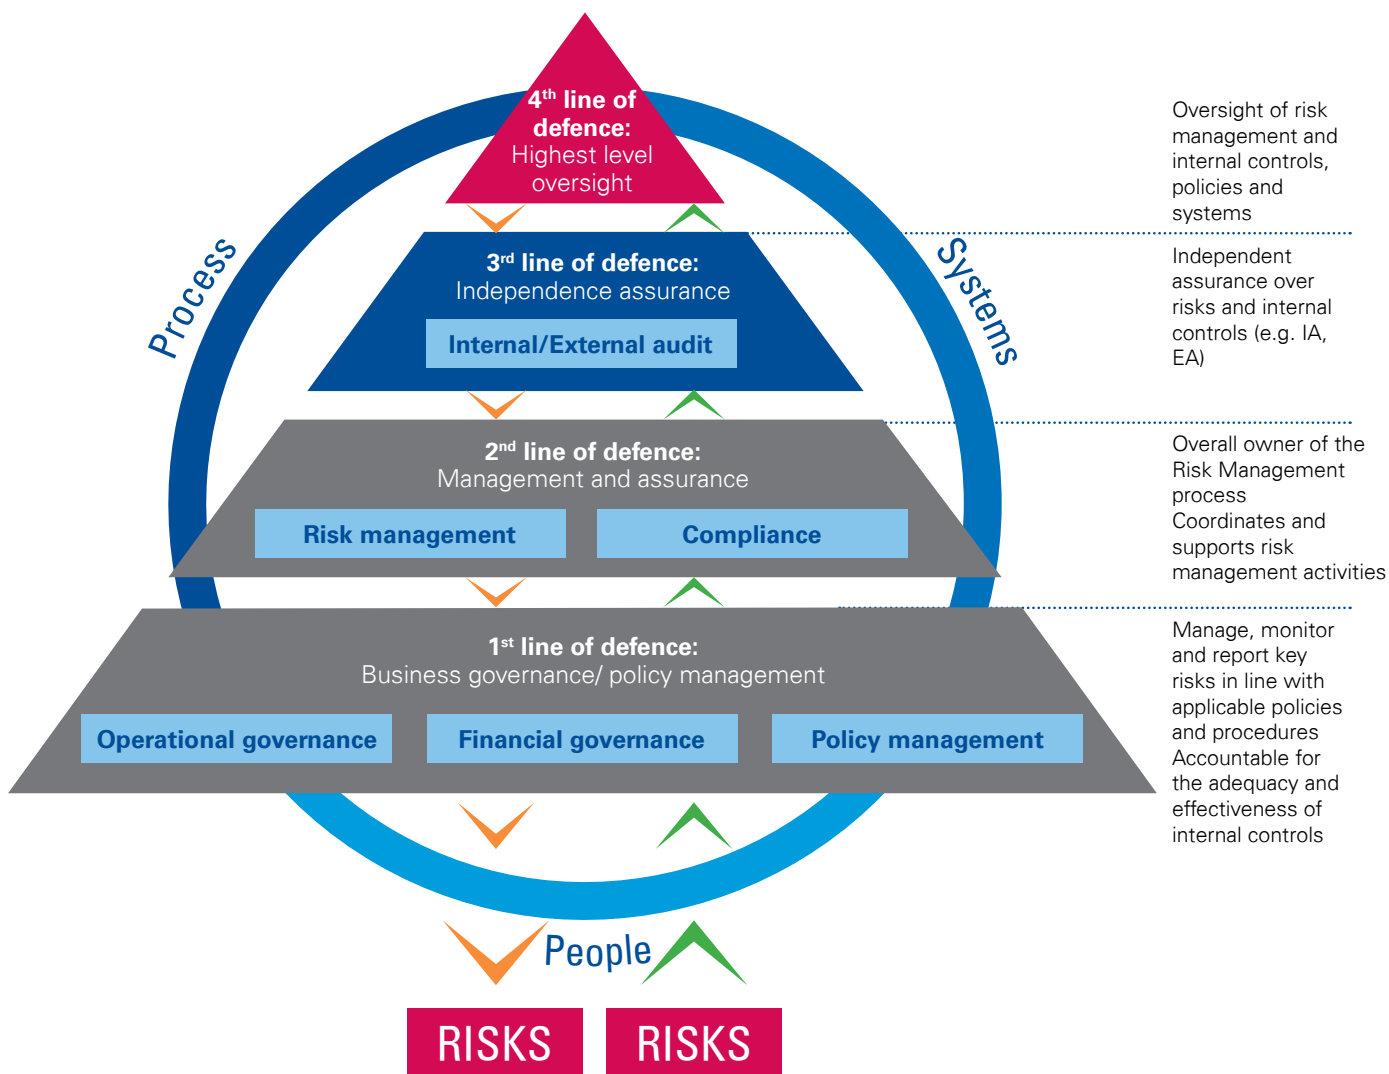 4th line of
defence:
Highest level
oversight
Oversight of risk
management and
internal controls,
policies and
systems
Process
Systems
3rd line of defence:
Independence assurance
Internal/External audit
Independent
assurance over
risks and internal
controls (e.g. IA,
EA)
2nd line of defence:
Management and assurance
Risk management
Compliance
Overall owner of the
Risk Management
process
Coordinates and
supports risk
management activities
1st line of defence:
Business governance/ policy management
Operational governance
Financial governance
Policy management
Manage, monitor
and report key
risks in line with
applicable policies
and procedures
Accountable for
the adequacy and
effectiveness of
internal controls
People
RISKS
RISKS